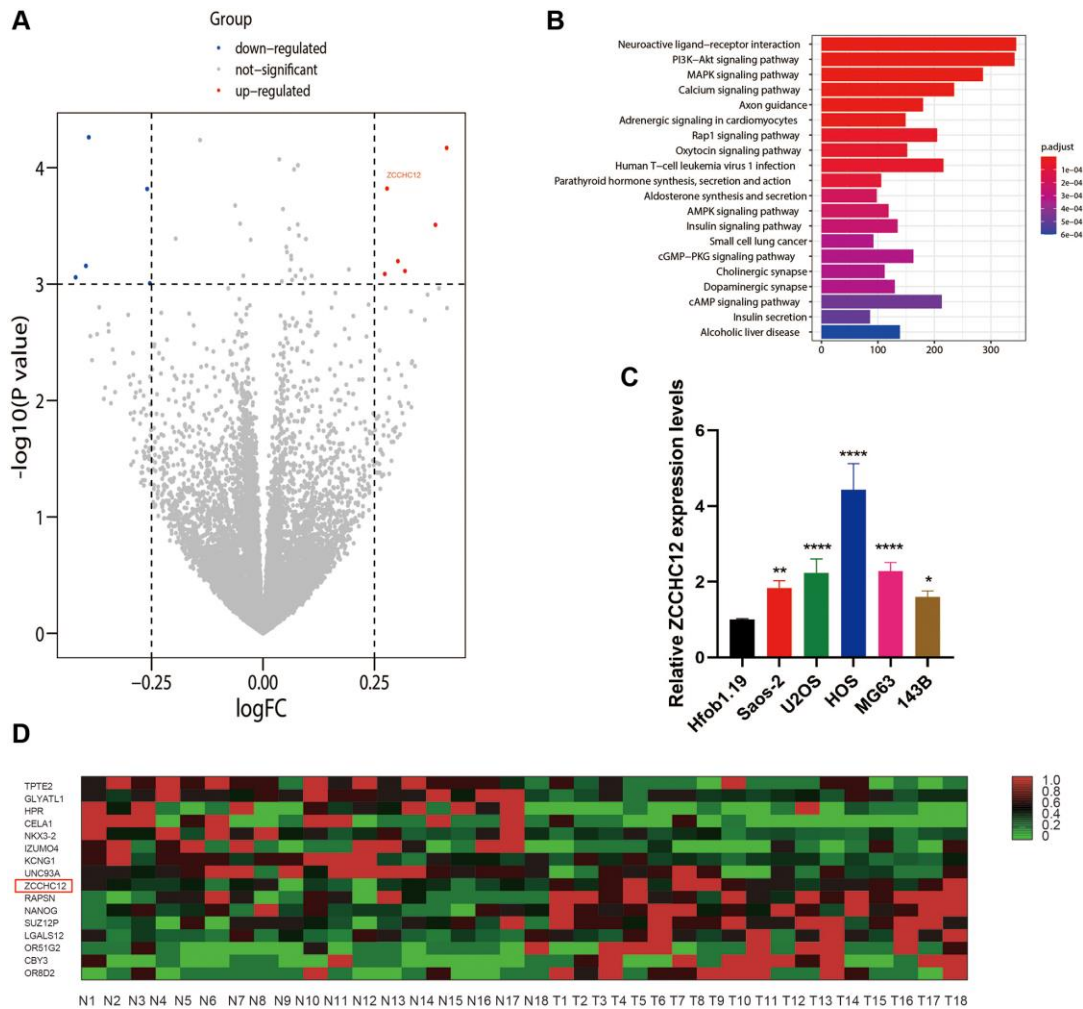 A
Group
down-regulated
not-significant
up-regulated
ZCCHC12
4
3
2
1
0
-log10(P value)
−0.25
0.00
0.25
logFC
B
Neuroactive ligand−receptor interaction
PI3K−Akt signaling pathway
MAPK signaling pathway
Calcium signaling pathway
Axon guidance
Adrenergic signaling in cardiomyocytes
Rap1 signaling pathway
Oxytocin signaling pathway
Human T−cell leukemia virus 1 infection
Parathyroid hormone synthesis, secretion and action
Aldosterone synthesis and secretion
AMPK signaling pathway
Insulin signaling pathway
Small cell lung cancer
cGMP−PKG signaling pathway
Cholinergic synapse
Dopaminergic synapse
cAMP signaling pathway
Insulin secretion
Alcoholic liver disease
0 100 200 300
p.adjust
1e−04
2e−04
3e−04
4e−04
5e−04
6e−04
C
Relative ZCCHC12 expression levels
6
4
2
0
** **** **** **** *
Hfob1.19 Saos-2 U2OS HOS MG63 143B
D
TPTE2
GLYATL1
HPR
CELA1
NKX3-2
IZUMO4
KCNG1
UNC93A
ZCCHC12
RAPSN
NANOG
SUZ12P
LGALS12
OR51G2
CBY3
OR8D2
N1 N2 N3 N4 N5 N6 N7 N8 N9 N10 N11 N12 N13 N14 N15 N16 N17 N18 T1 T2 T3 T4 T5 T6 T7 T8 T9 T10 T11 T12 T13 T14 T15 T16 T17 T18
1.0
0.8
0.6
0.4
0.2
0